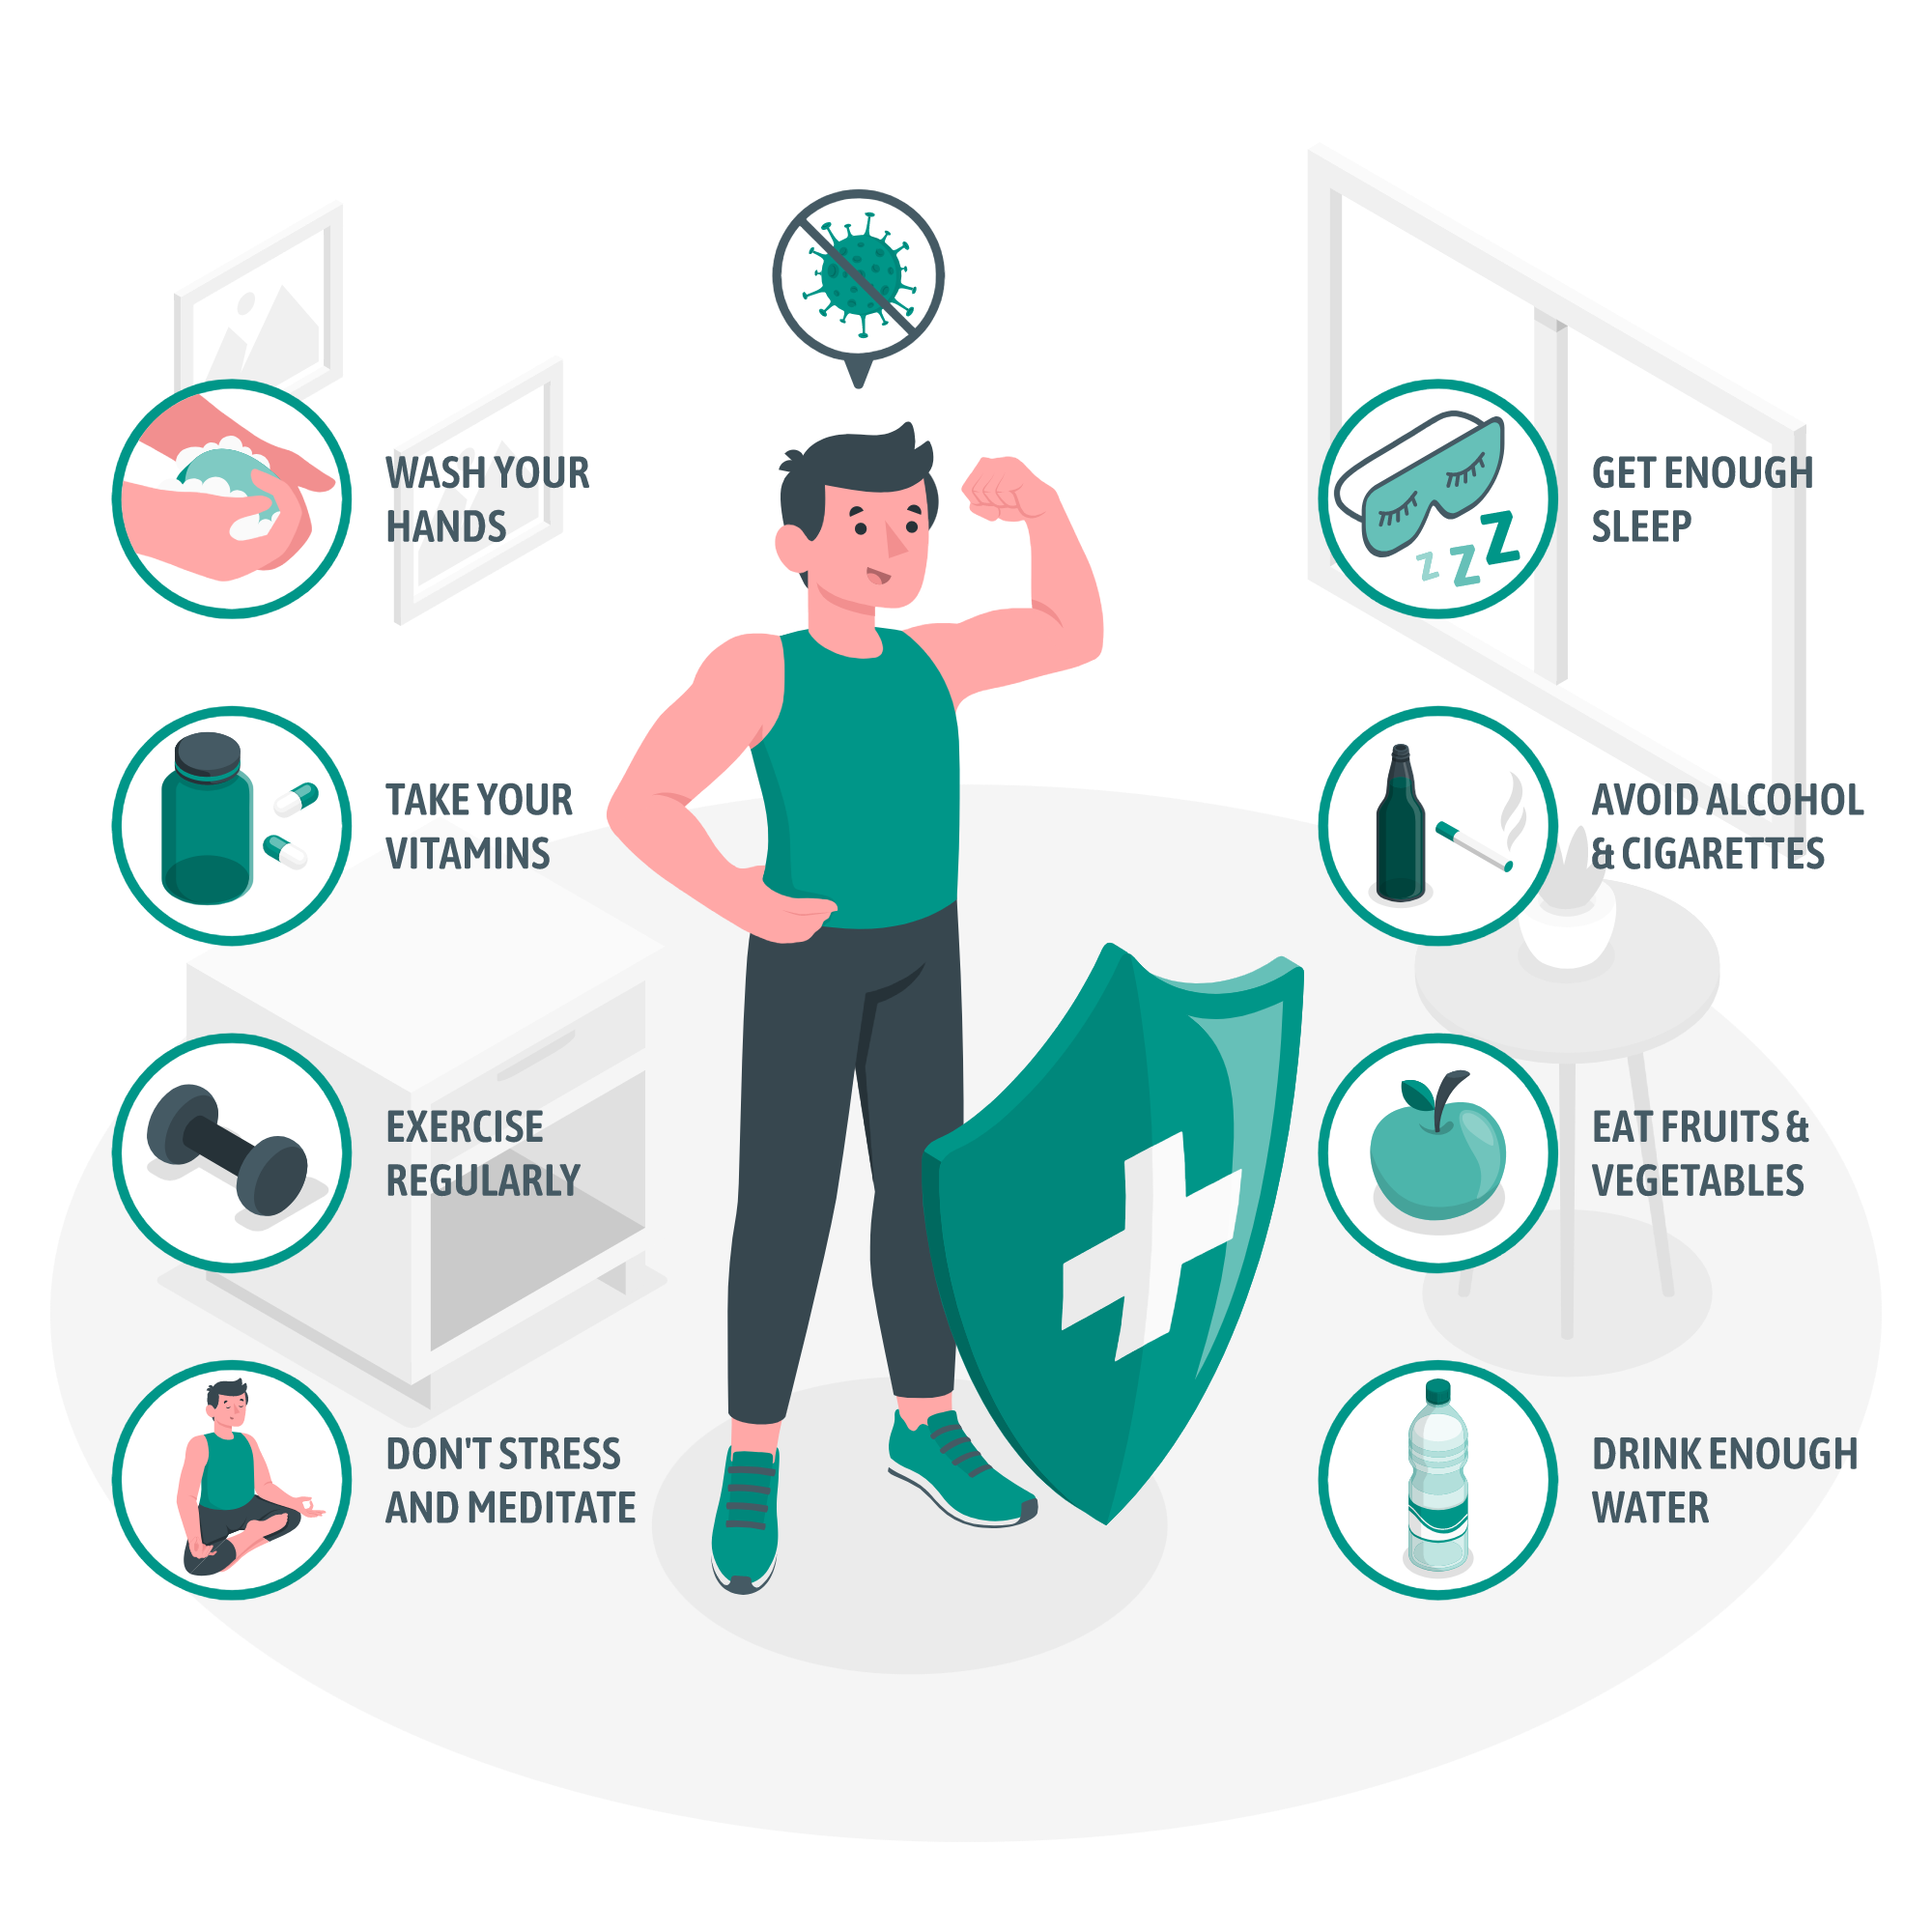 WASH YOUR
HANDS
TAKE YOUR
VITAMINS
EXERCISE
REGULARLY
DON'T STRESS
AND MEDITATE
GET ENOUGH
SLEEP
Z Z Z
AVOID ALCOHOL
& CIGARETTES
EAT FRUITS &
VEGETABLES
DRINK ENOUGH
WATER